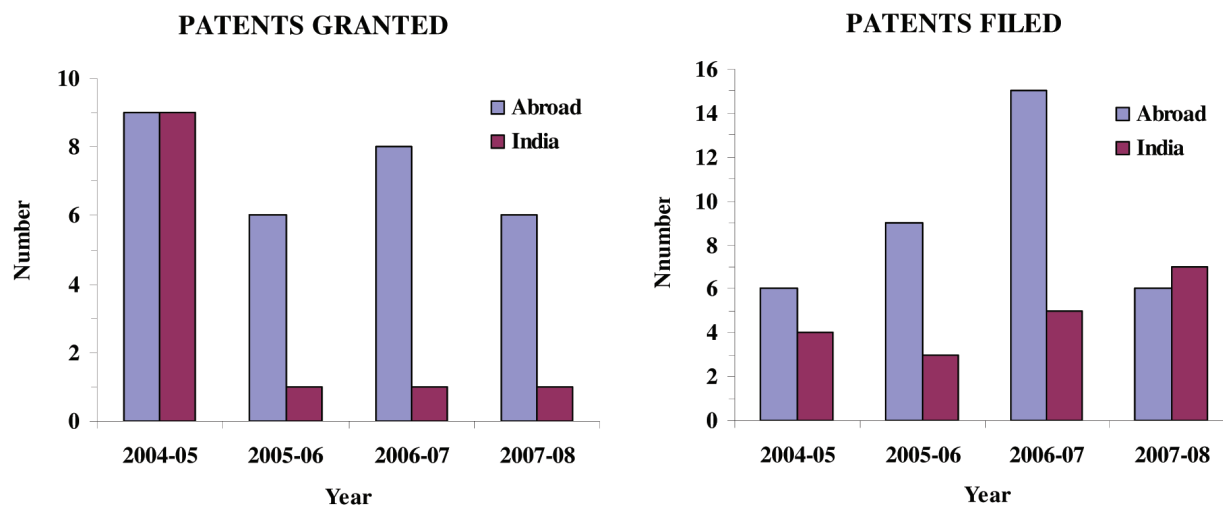 PATENTS GRANTED
10
8
6
4
2
0
Number
Abroad
India
2004-05 2005-06 2006-07 2007-08
Year
PATENTS FILED
16
14
12
10
8
6
4
2
0
Nnumber
Abroad
India
2004-05 2005-06 2006-07 2007-08
Year